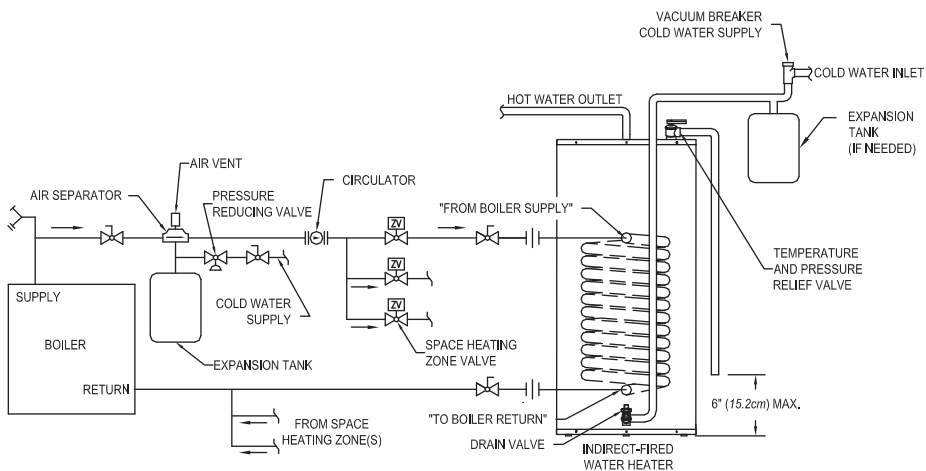 VACUUM BREAKER
COLD WATER SUPPLY
COLD WATER INLET
HOT WATER OUTLET
EXPANSION
TANK
(IF NEEDED)
AIR VENT
AIR SEPARATOR
PRESSURE
REDUCING VALVE
CIRCULATOR
"FROM BOILER SUPPLY"
ZV
ZV
ZV
TEMPERATURE
AND PRESSURE
RELIEF VALVE
SUPPLY
COLD WATER
SUPPLY
BOILER
SPACE HEATING
ZONE VALVE
EXPANSION TANK
RETURN
6" (15.2cm) MAX.
"TO BOILER RETURN"
FROM SPACE
HEATING ZONE(S)
DRAIN VALVE
INDIRECT-FIRED
WATER HEATER